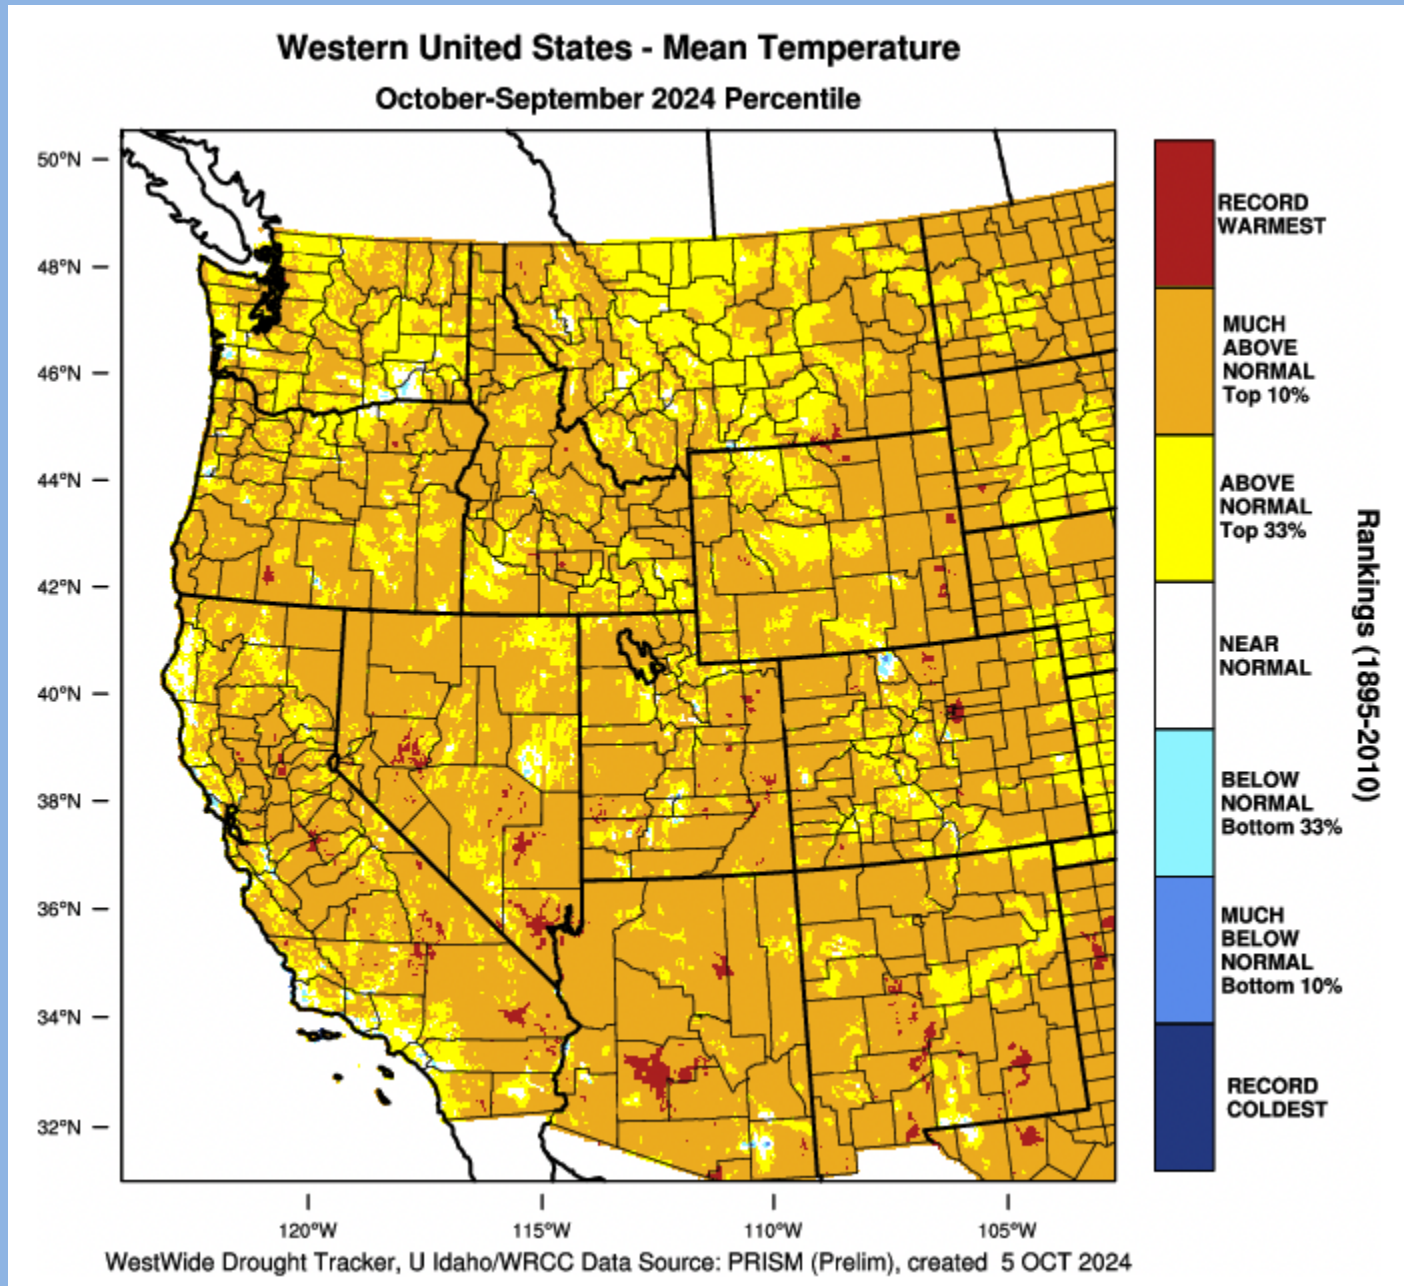 Western United States - Mean Temperature
October-September 2024 Percentile
50°N
48°N
46°N
44°N
42°N
40°N
38°N
36°N
34°N
32°N
120°W
115°W
110°W
105°W
RECORD
WARMEST
MUCH
ABOVE
NORMAL
Top 10%
ABOVE
NORMAL
Top 33%
NEAR
NORMAL
BELOW
NORMAL
Bottom 33%
MUCH
BELOW
NORMAL
Bottom 10%
RECORD
COLDEST
Rankings (1895-2010)
WestWide Drought Tracker, U Idaho/WRCC Data Source: PRISM (Prelim), created 5 OCT 2024